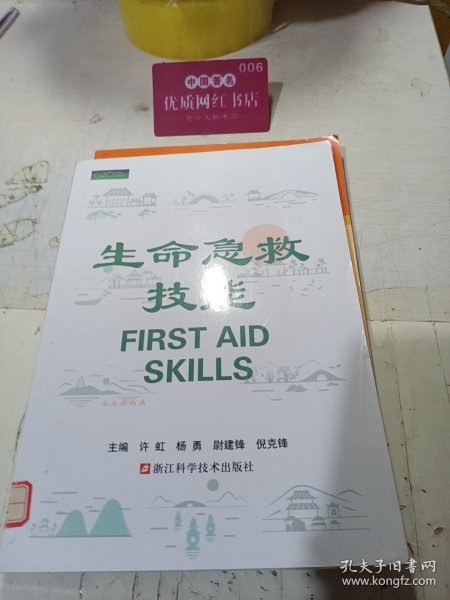 006
中国著名
优质网红书店
生命急救
技能
FIRST AID
SKILLS
主编 许虹 杨勇 尉建锋 倪克锋
浙江科学技术出版社
孔夫子旧书网
www.kongfz.com